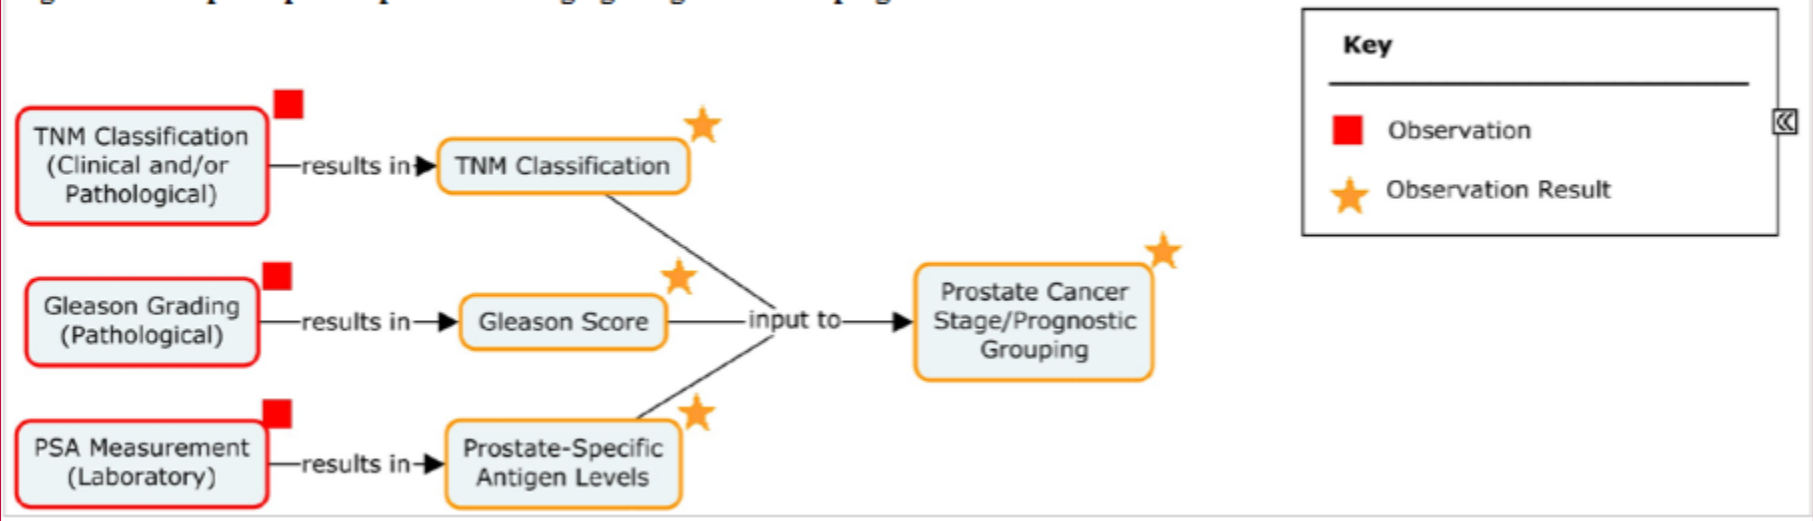 Key
Observation
Observation Result
TNM Classification
(Clinical and/or
Pathological)
results in
TNM Classification
Gleason Grading
(Pathological)
results in
Gleason Score
input to
Prostate Cancer
Stage/Prognostic
Grouping
PSA Measurement
(Laboratory)
results in
Prostate-Specific
Antigen Levels